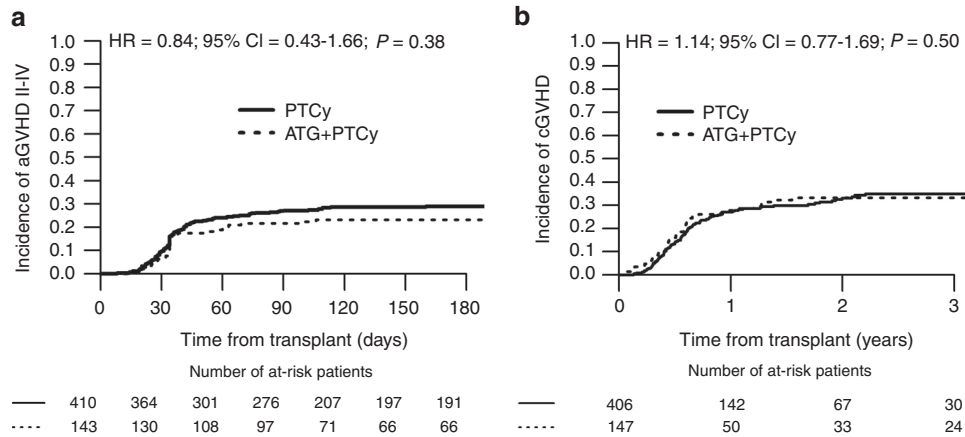 a
HR = 0.84; 95% CI = 0.43-1.66; P = 0.38
Incidence of aGVHD II-IV
1.0
0.9
0.8
0.7
0.6
0.5
0.4
0.3
0.2
0.1
0.0
PTCy
ATG+PTCy
0 30 60 90 120 150 180
Time from transplant (days)
Number of at-risk patients
410 364 301 276 207 197 191
143 130 108 97 71 66 66
b
HR = 1.14; 95% CI = 0.77-1.69; P = 0.50
Incidence of cGVHD
1.0
0.9
0.8
0.7
0.6
0.5
0.4
0.3
0.2
0.1
0.0
PTCy
ATG+PTCy
0 1 2 3
Time from transplant (years)
Number of at-risk patients
406 142 67 30
147 50 33 24